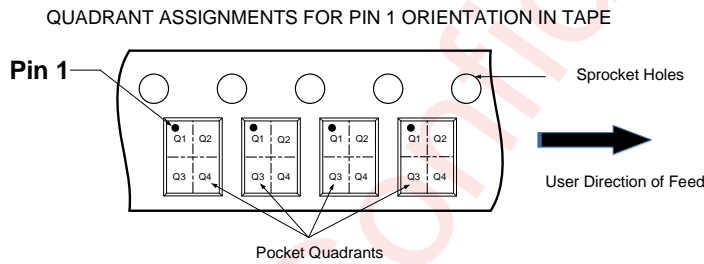 QUADRANT ASSIGNMENTS FOR PIN 1 ORIENTATION IN TAPE
Pin 1
Sprocket Holes
Q1 Q2 Q1 Q2 Q1 Q2 Q1 Q2
Q3 Q4 Q3 Q4 Q3 Q4 Q3 Q4
User Direction of Feed
Pocket Quadrants